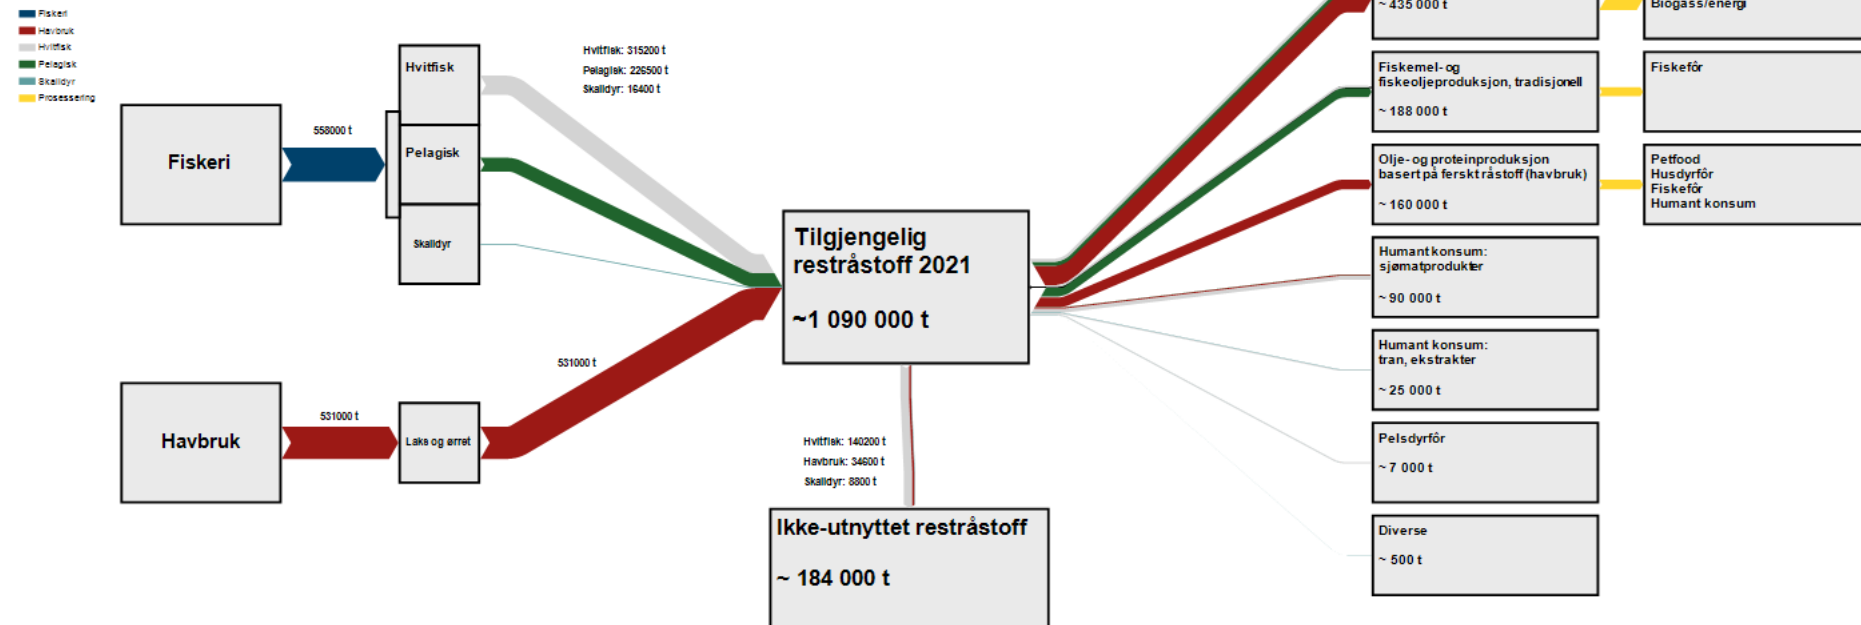 Fiskeri
Havbruk
Hvitfisk
Pelagisk
Skalldyr
Prosessering
Fiskeri
558000 t
Hvitfisk
Pelagisk
Skalldyr
Hvitfisk: 315200 t
Pelagisk: 226500 t
Skalldyr: 16400 t
Havbruk
531000 t
Laks og ørret
531000 t
Tilgjengelig
restråstoff 2021
~1 090 000 t
Hvitfisk: 140200 t
Havbruk: 34600 t
Skalldyr: 8800 t
Ikke-utnyttet restråstoff
~ 184 000 t
~ 435 000 t
Biogass/energi
Fiskemel- og
fiskeoljeproduksjon, tradisjonell
~ 188 000 t
Fiskefôr
Olje- og proteinproduksjon
basert på ferskt råstoff (havbruk)
~ 160 000 t
Petfood
Husdyrfôr
Fiskefôr
Humant konsum
Humant konsum:
sjømatprodukter
~ 90 000 t
Humant konsum:
tran, ekstrakter
~ 25 000 t
Pelsdyrfôr
~ 7 000 t
Diverse
~ 500 t